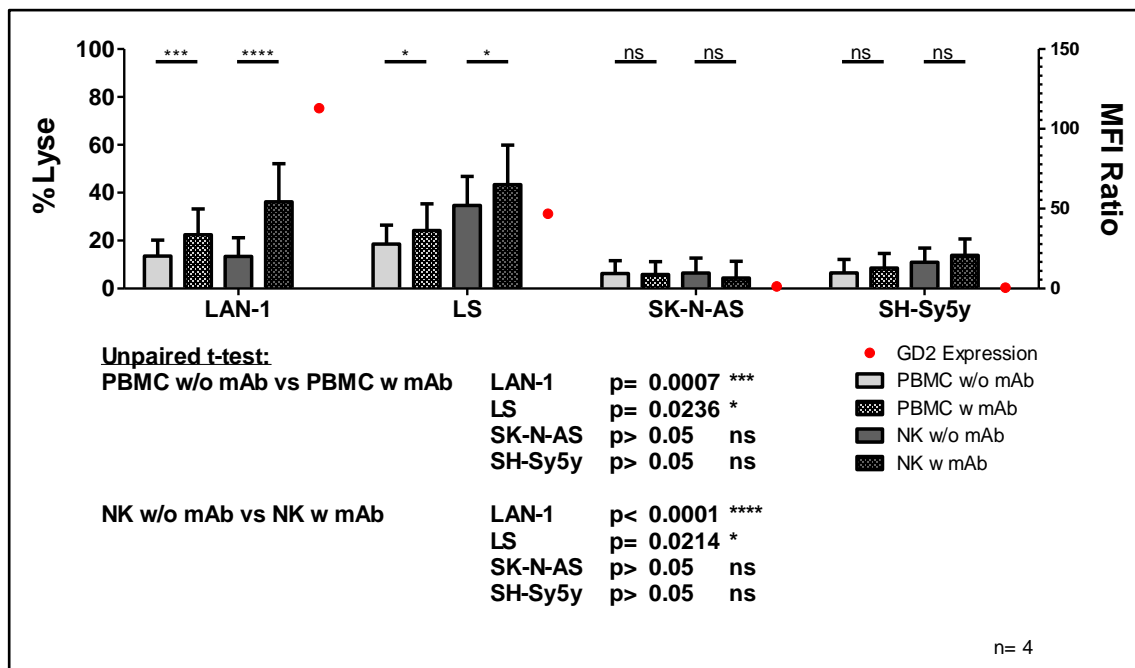 *** **** * * ns ns ns ns
100 150
80
60 100
40
50
20
0 0
% Lyse
MFI Ratio
LAN-1 LS SK-N-AS SH-Sy5y
Unpaired t-test:
PBMC w/o mAb vs PBMC w mAb LAN-1 p= 0.0007 ***
LS p= 0.0236 *
SK-N-AS p> 0.05 ns
SH-Sy5y p> 0.05 ns
NK w/o mAb vs NK w mAb LAN-1 p< 0.0001 ****
LS p= 0.0214 *
SK-N-AS p> 0.05 ns
SH-Sy5y p> 0.05 ns
GD2 Expression
PBMC w/o mAb
PBMC w mAb
NK w/o mAb
NK w mAb
n= 4